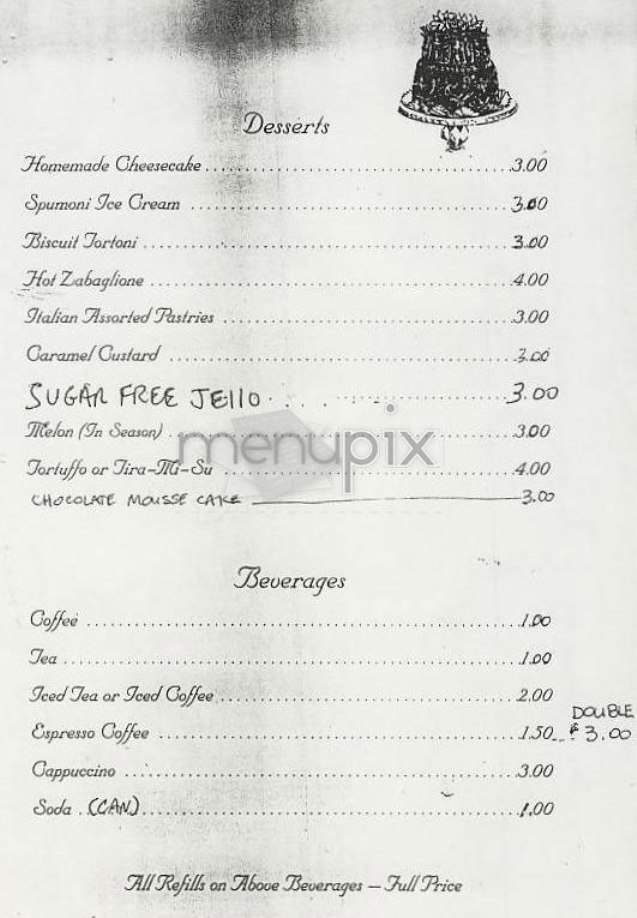 Desserts
Homemade Cheesecake 3.00
Spumoni Ice Cream 3.00
Biscuit Tortoni 3.00
Hot Zabaglione 4.00
Italian Assorted Pastries 3.00
Caramel Custard 3.00
SUGAR FREE JEllO 3.00
Melon (In Season) 3.00
menupix
Tortuffo or Tira-Mi-Su 4.00
CHOCOLATE MOUSSE CAKE 3.00
Beverages
Coffee 1.00
Tea 1.00
Iced Tea or Iced Coffee 2.00
Espresso Coffee 1.50 DOUBLE $3.00
Cappuccino 3.00
Soda (CAN) 1.00
All Refills on Above Beverages – Full Price